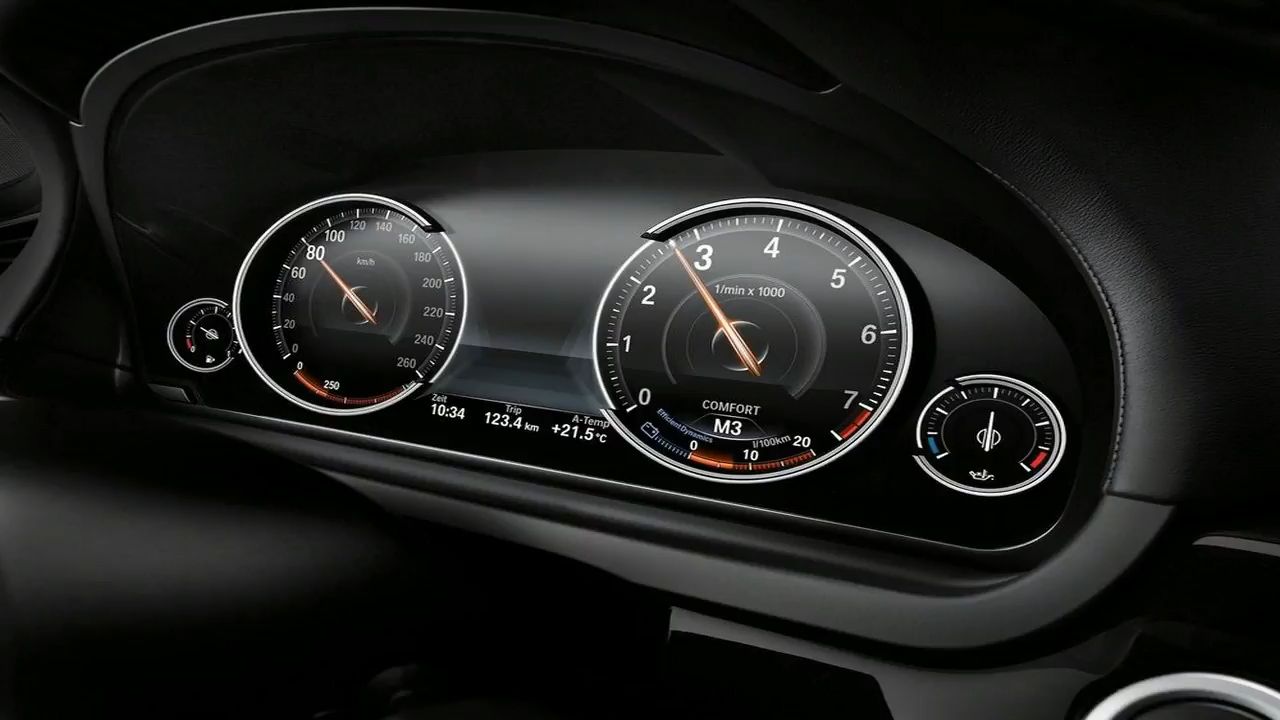 0
20
40
60
80
100
120
140
160
180
200
220
240
260
km/h
0
250
Zeit
10:34
Trip
123.4 km
A-Temp
+21.5°C
0
1
2
3
4
5
6
7
1/min x 1000
COMFORT
M3
EfficientDynamics
l/100km
0
10
20